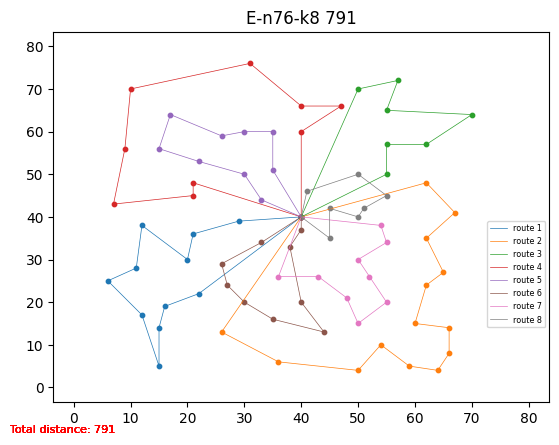 E-n76-k8 791
80
70
60
50
40
30
20
10
0
route 1
route 2
route 3
route 4
route 5
route 6
route 7
route 8
0 10 20 30 40 50 60 70 80
Total distance: 791